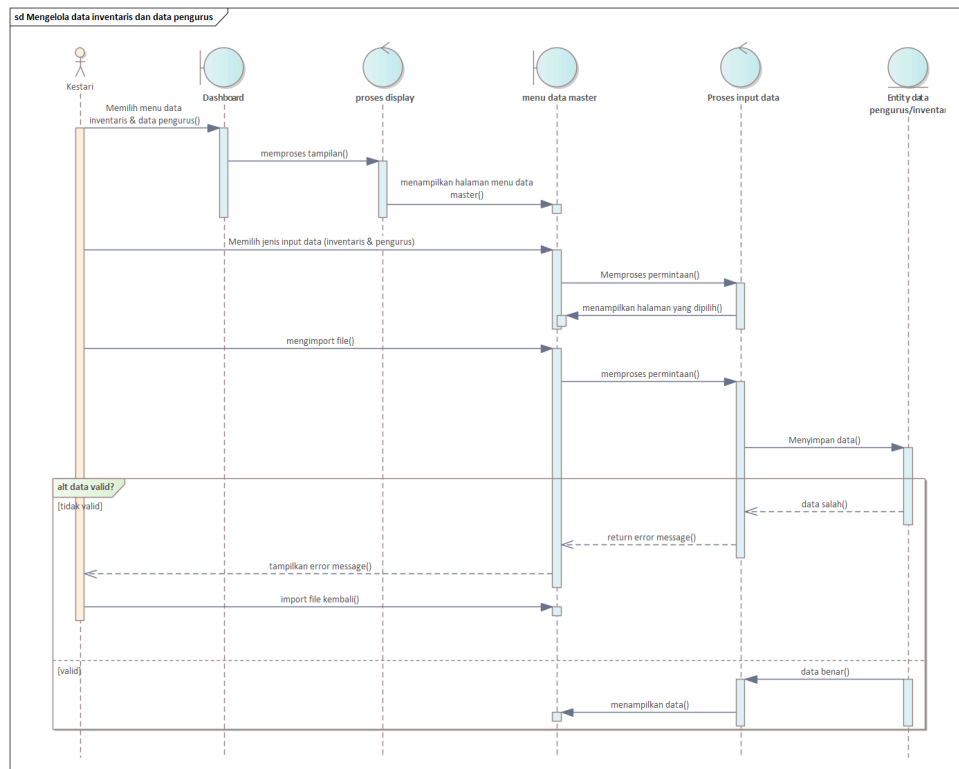 sd Mengelola data inventaris dan data pengurus
Kestari
Dashboard
proses display
menu data master
Proses input data
Entity data
pengurus/inventar
Memilih menu data
inventaris & data pengurus()
memproses tampilan()
menampilkan halaman menu data
master()
Memilih jenis input data (inventaris & pengurus)
Memproses permintaan()
menampilkan halaman yang dipilih()
mengimport file()
memproses permintaan()
Menyimpan data()
alt data valid?
[tidak valid]
data salah()
return error message()
tampilkan error message()
import file kembali()
[valid]
data benar()
menampilkan data()